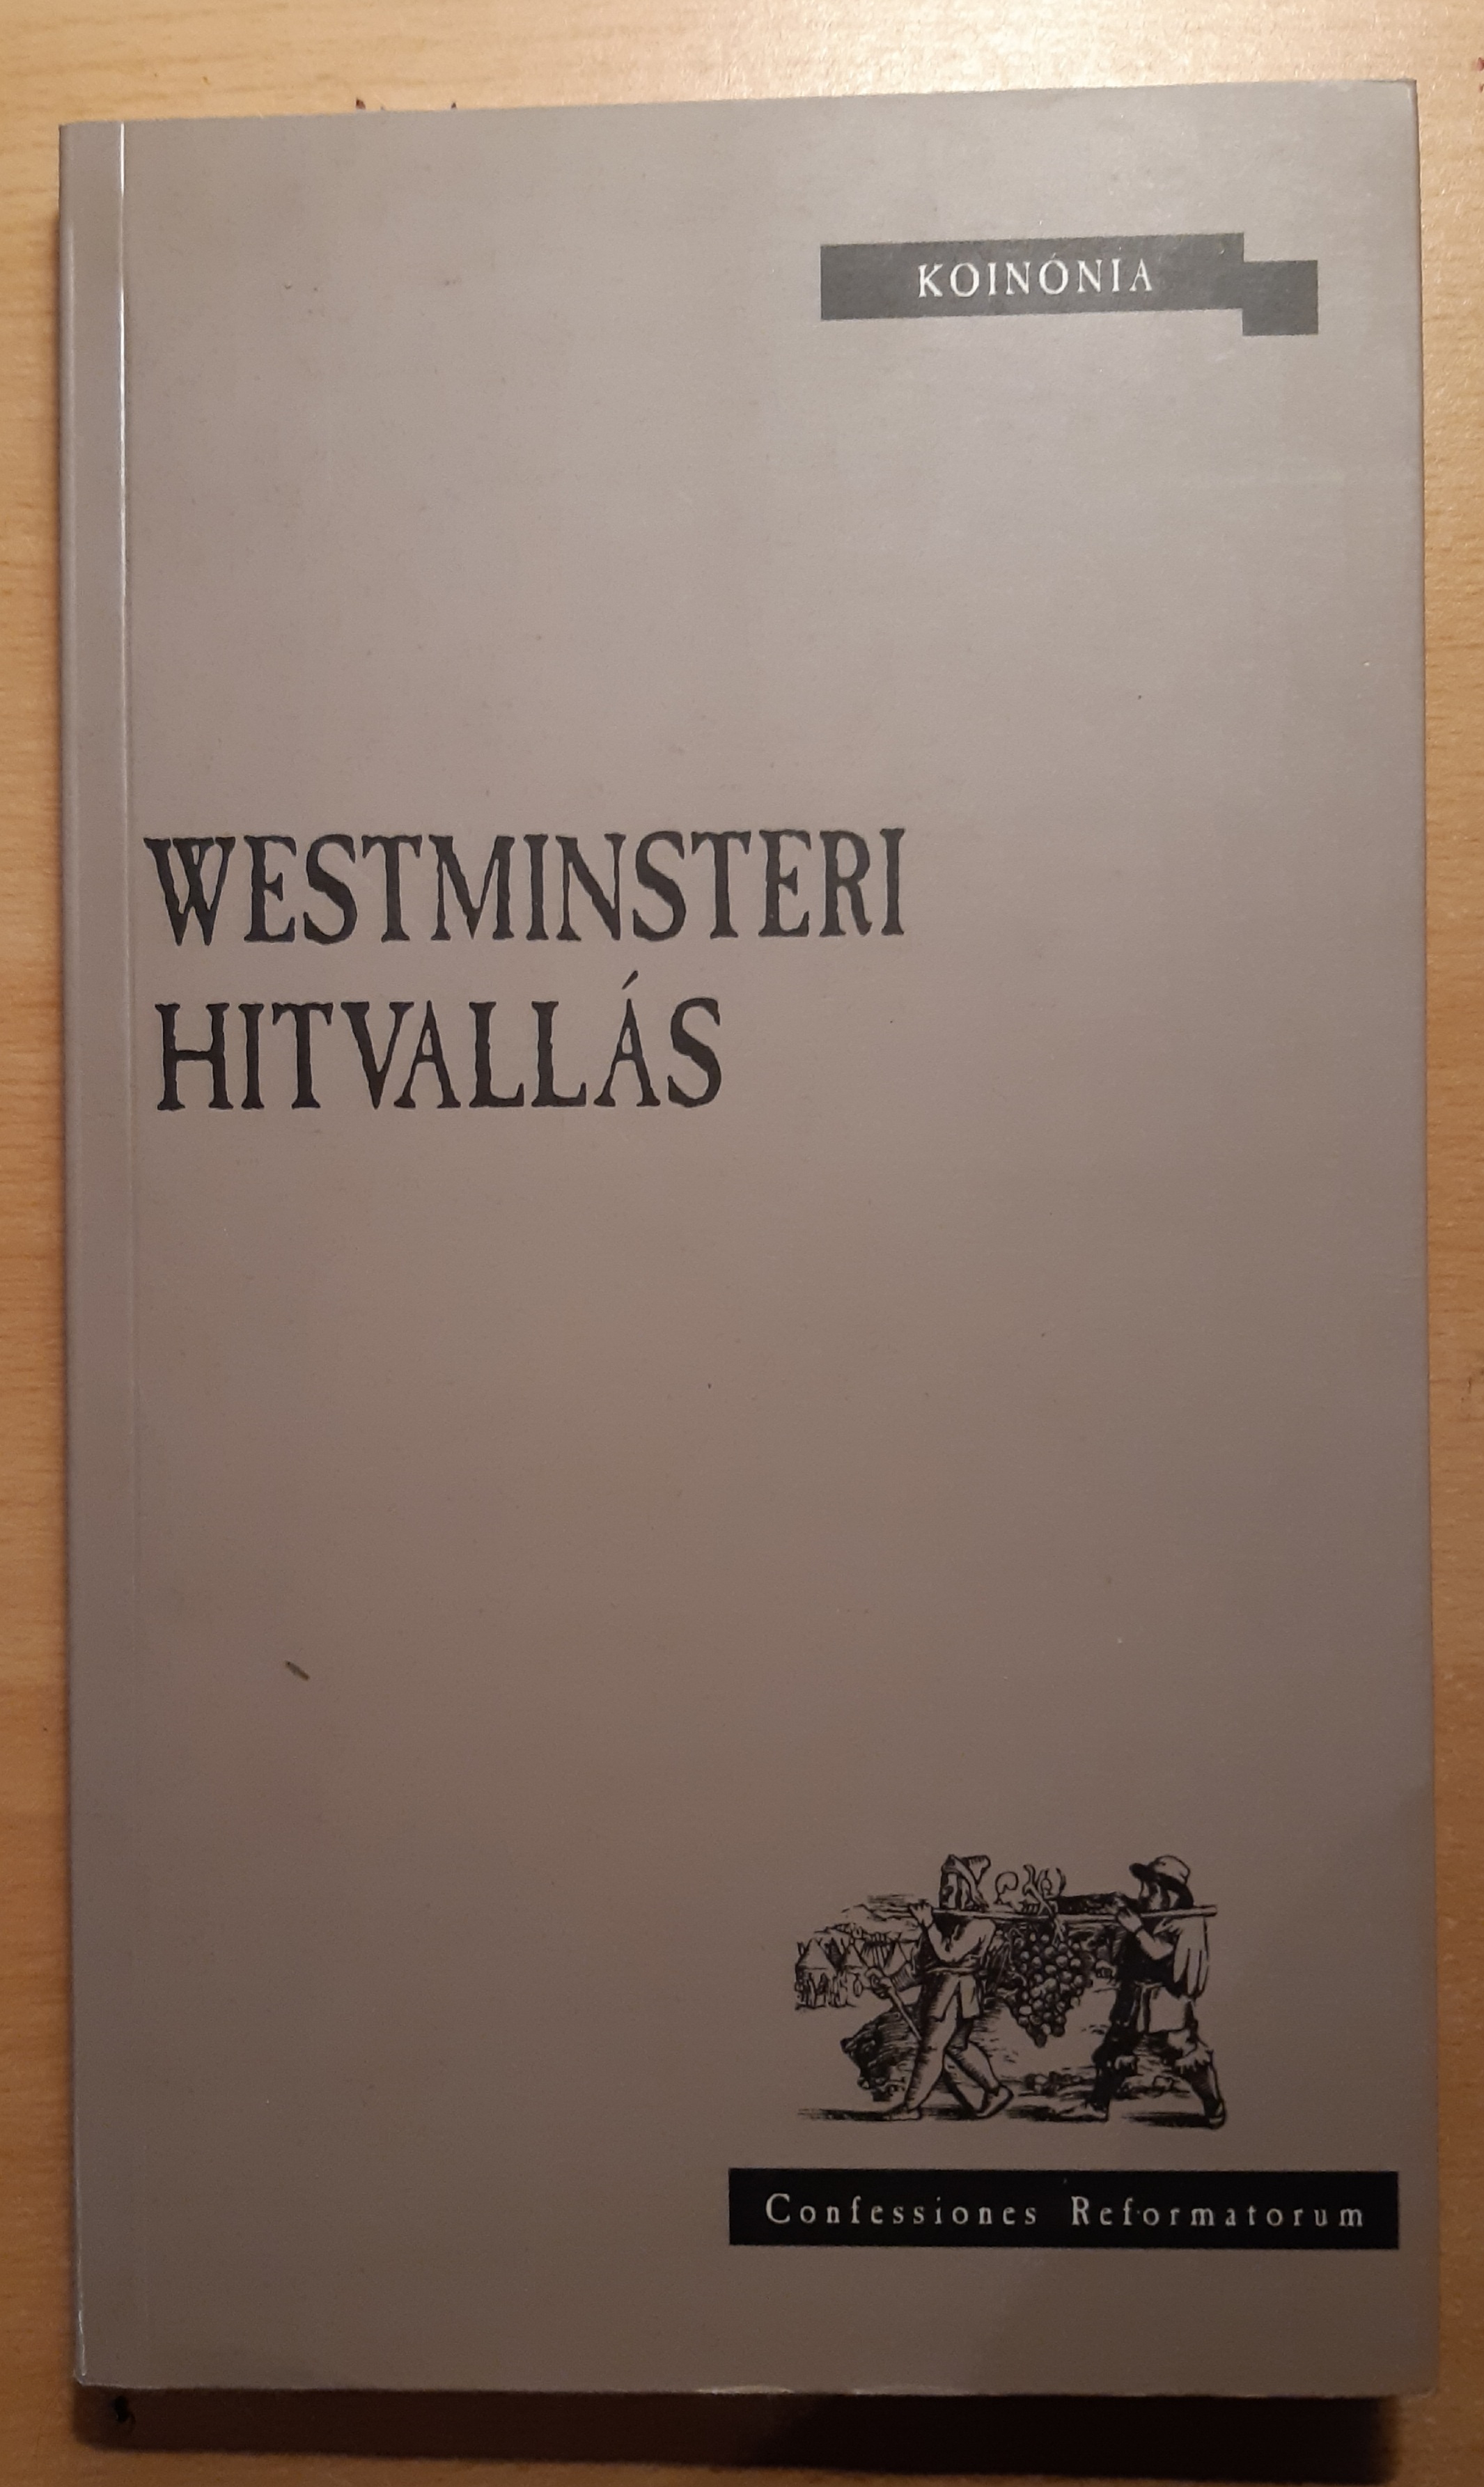 KOINÓNIA
WESTMINSTERI
HITVALLÁS
Confessiones Reformatorum